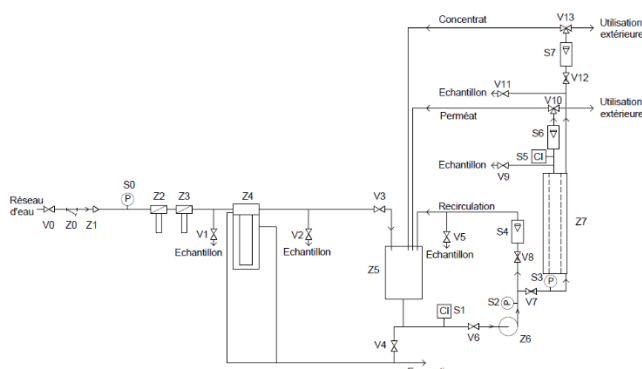 Concentrat
V13
Utilisation
extérieure
S7
V12
V11
Echantillon
V10
Perméat
Utilisation
extérieure
S6
S5
CI
Echantillon
V9
S0
P
Z2
Z3
Z4
V3
Recirculation
Z7
Réseau
d'eau
V0
Z0
Z1
V1
Echantillon
V2
Echantillon
V5
Echantillon
S4
V8
Z5
S3
P
CI
S1
S2
P
V7
V4
V6
Z6